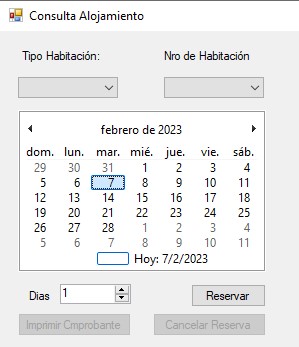 Consulta Alojamiento
Tipo Habitación: Nro de Habitación
febrero de 2023
dom. lun. mar. mié. jue. vie. sáb.
29 30 31 1 2 3 4
5 6 7 8 9 10 11
12 13 14 15 16 17 18
19 20 21 22 23 24 25
26 27 28 1 2 3 4
5 6 7 8 9 10 11
Hoy: 7/2/2023
Dias 1 Reservar
Imprimir Cmprobante Cancelar Reserva